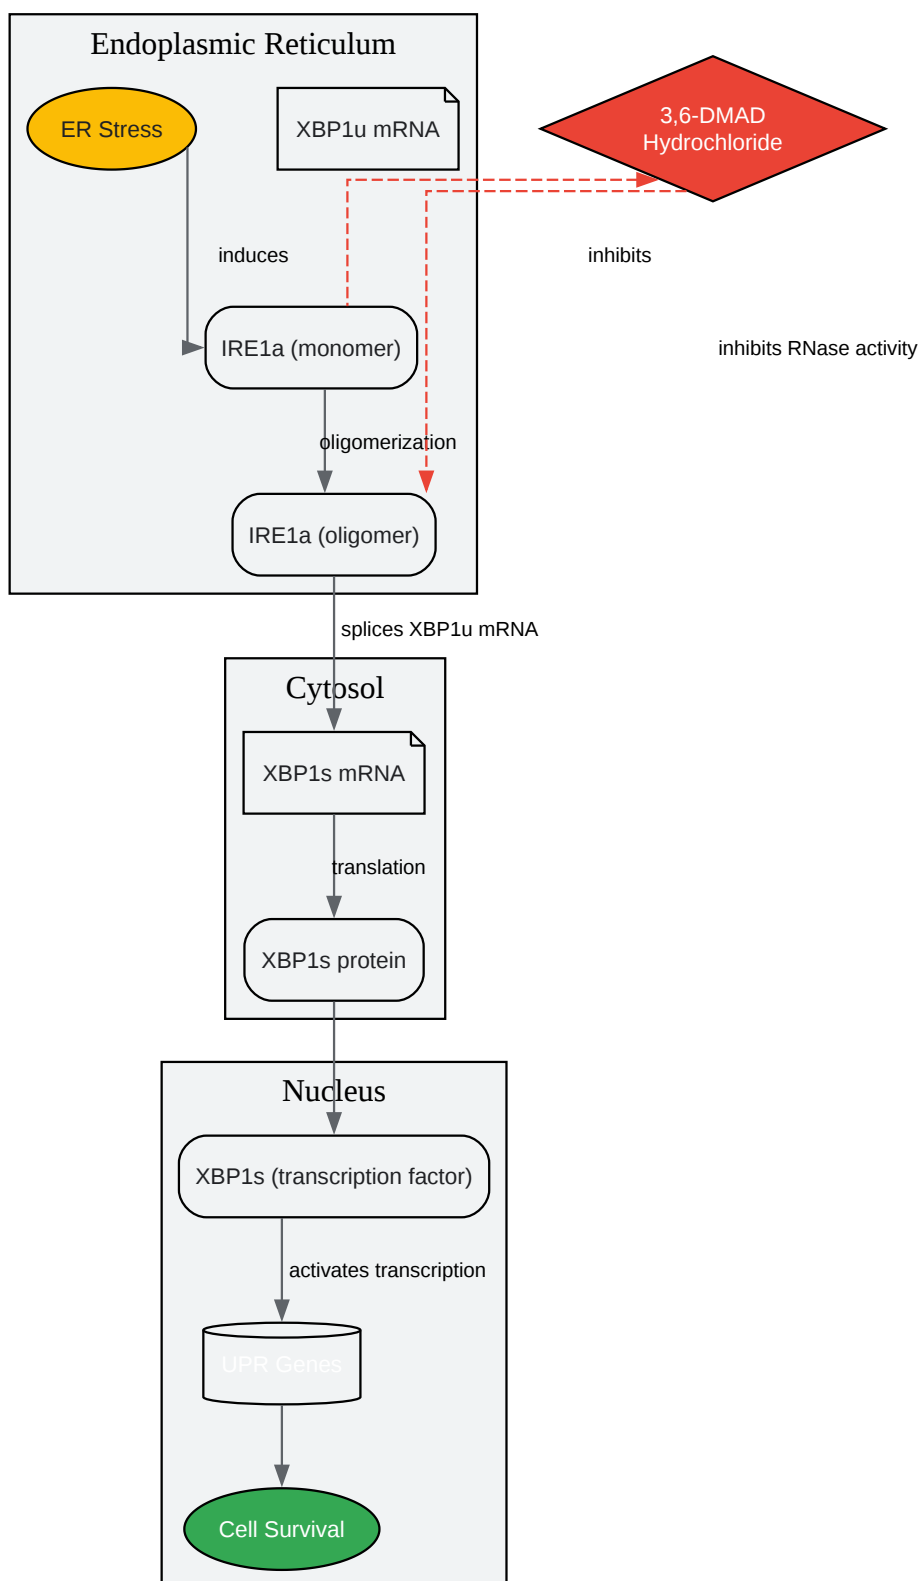 Endoplasmic Reticulum
ER Stress
XBP1u mRNA
3,6-DMAD
Hydrochloride
induces
inhibits
IRE1a (monomer)
inhibits RNase activity
oligomerization
IRE1a (oligomer)
splices XBP1u mRNA
Cytosol
XBP1s mRNA
translation
XBP1s protein
Nucleus
XBP1s (transcription factor)
activates transcription
UPR Genes
Cell Survival